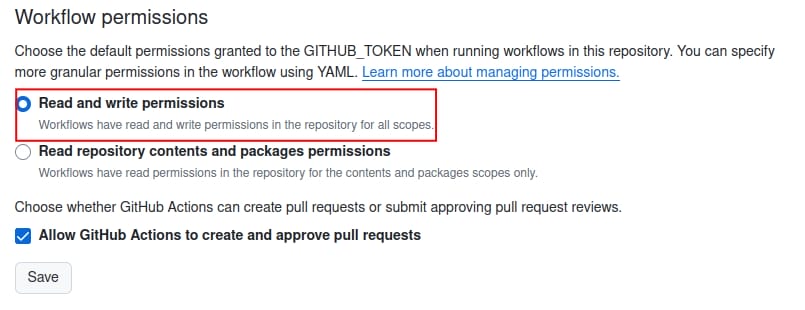 Workflow permissions
Choose the default permissions granted to the GITHUB_TOKEN when running workflows in this repository. You can specify
more granular permissions in the workflow using YAML. Learn more about managing permissions.
Read and write permissions
Workflows have read and write permissions in the repository for all scopes.
Read repository contents and packages permissions
Workflows have read permissions in the repository for the contents and packages scopes only.
Choose whether GitHub Actions can create pull requests or submit approving pull request reviews.
Allow GitHub Actions to create and approve pull requests
Save